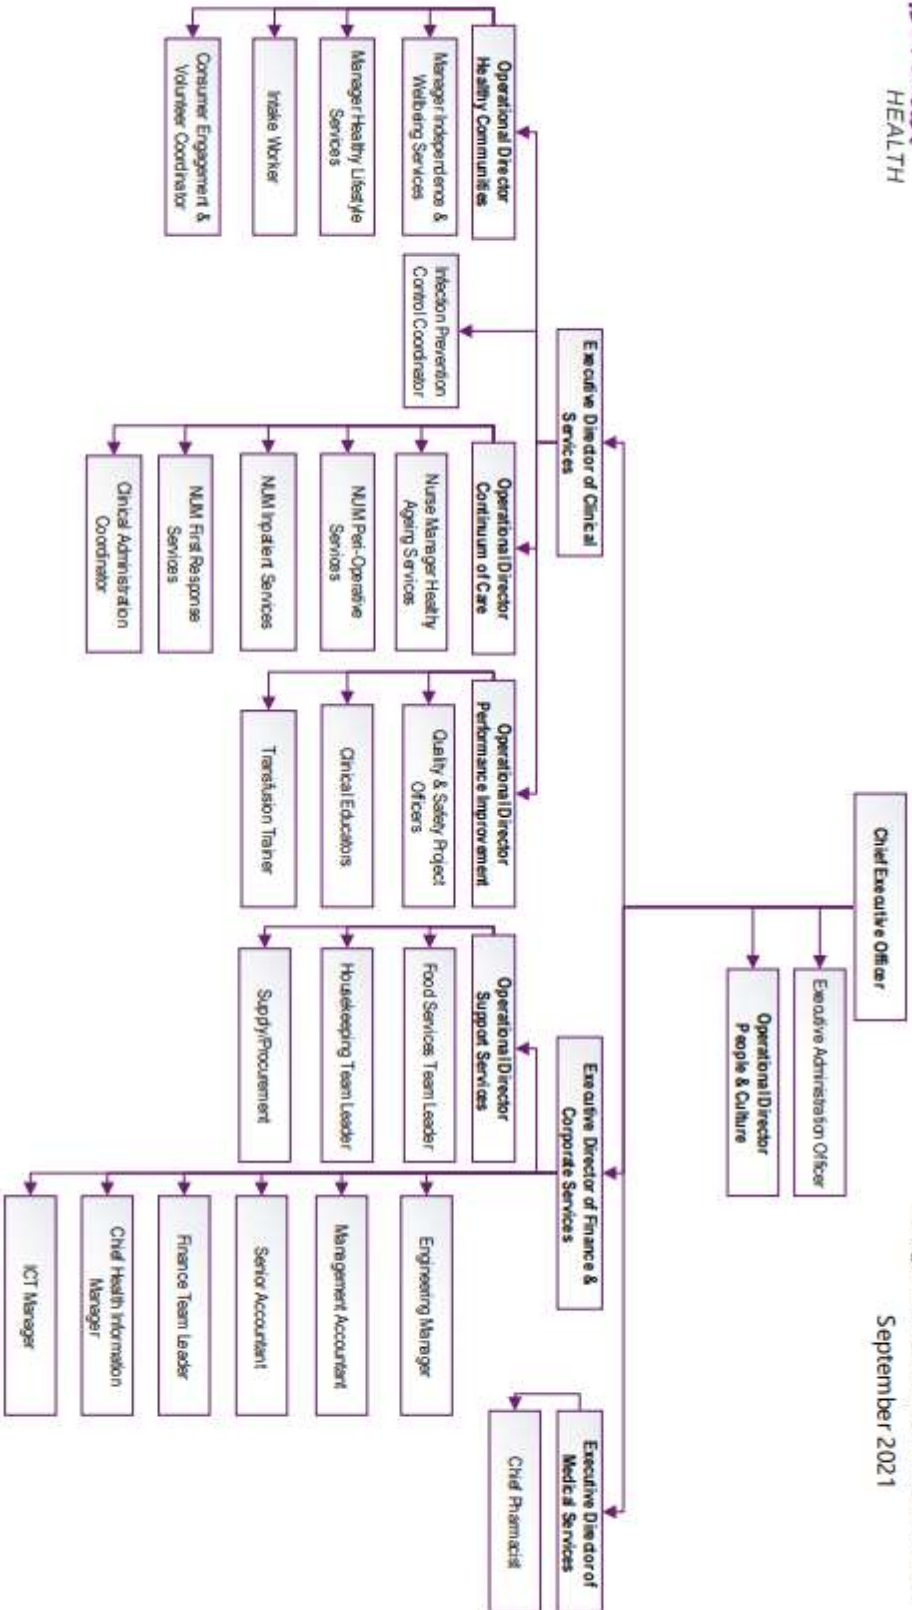 HEALTH
September 2021
Chief Executive Officer
Executive Administration Officer
Operational Director
People & Culture
Executive Director of Clinical
Services
Executive Director of Finance &
Corporate Services
Executive Director of
Medical Services
Operational Director
Healthy Communities
Manager Independence &
Wellbeing Services
Manager Healthy Lifestyle
Services
Intake Worker
Consumer Engagement &
Volunteer Coordinator
Infection Prevention
Control Coordinator
Operational Director
Continuum of Care
Nurse Manager Healthy
Ageing Services
NUM Peri-Operative
Services
NUM Inpatient Services
NUM First Response
Services
Clinical Administration
Coordinator
Operational Director
Performance Improvement
Quality & Safety Project
Officers
Clinical Educators
Transfusion Trainer
Operational Director
Support Services
Food Services Team Leader
Housekeeping Team Leader
Supply/Procurement
Engineering Manager
Management Accountant
Senior Accountant
Finance Team Leader
Chief Health Information
Manager
ICT Manager
Chief Pharmacist